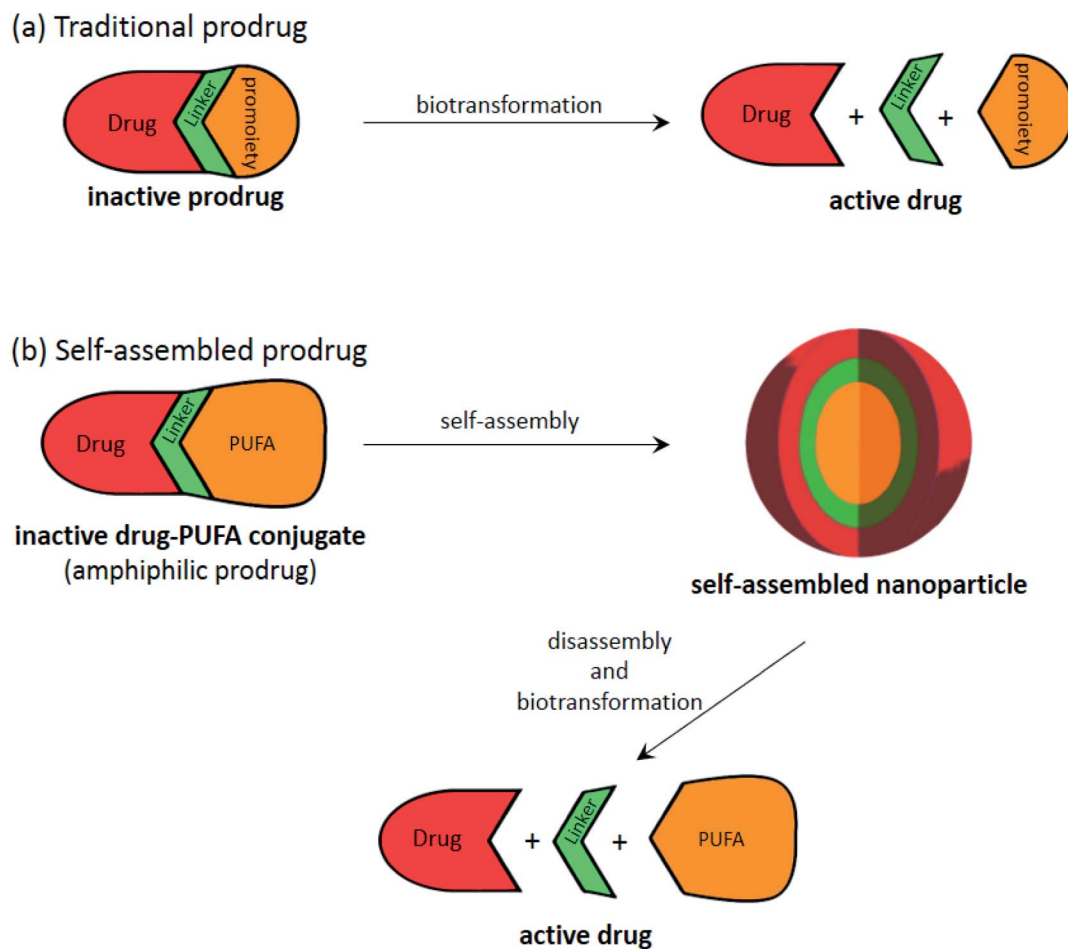 (a) Traditional prodrug
Drug
Linker
promoiety
inactive prodrug
biotransformation
Drug
+
Linker
+
promoiety
active drug
(b) Self-assembled prodrug
Drug
Linker
PUFA
inactive drug-PUFA conjugate
(amphiphilic prodrug)
self-assembly
self-assembled nanoparticle
disassembly
and
biotransformation
Drug
+
Linker
+
PUFA
active drug